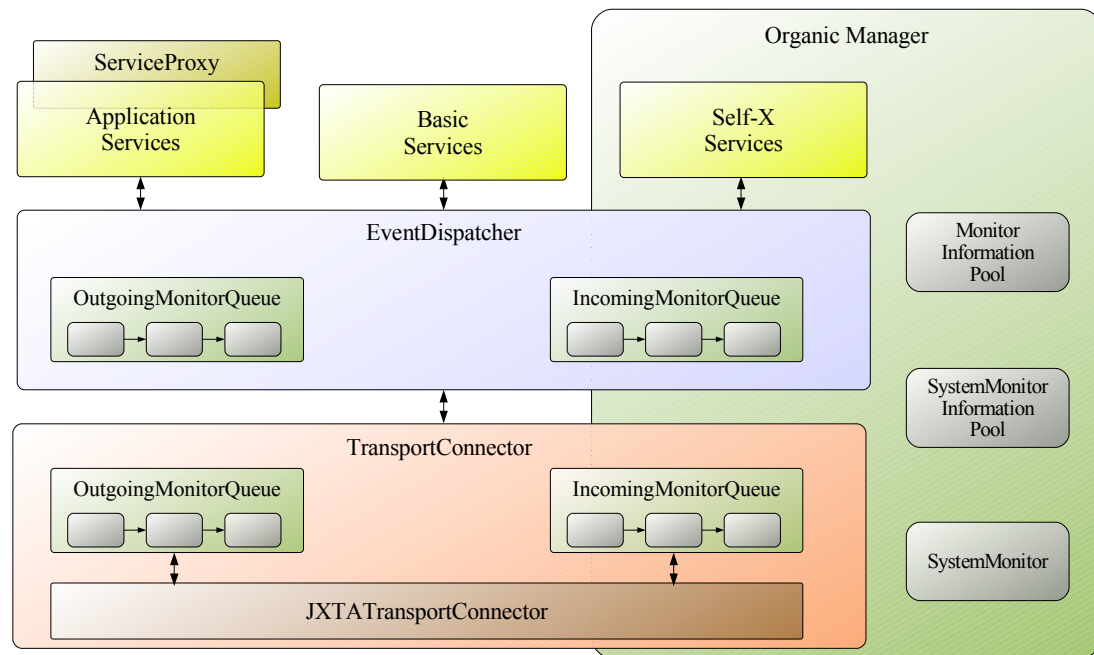 Organic Manager
ServiceProxy
Application
Services
Basic
Services
Self-X
Services
EventDispatcher
OutgoingMonitorQueue
IncomingMonitorQueue
Monitor
Information
Pool
SystemMonitor
Information
Pool
TransportConnector
OutgoingMonitorQueue
IncomingMonitorQueue
SystemMonitor
JXTATransportConnector